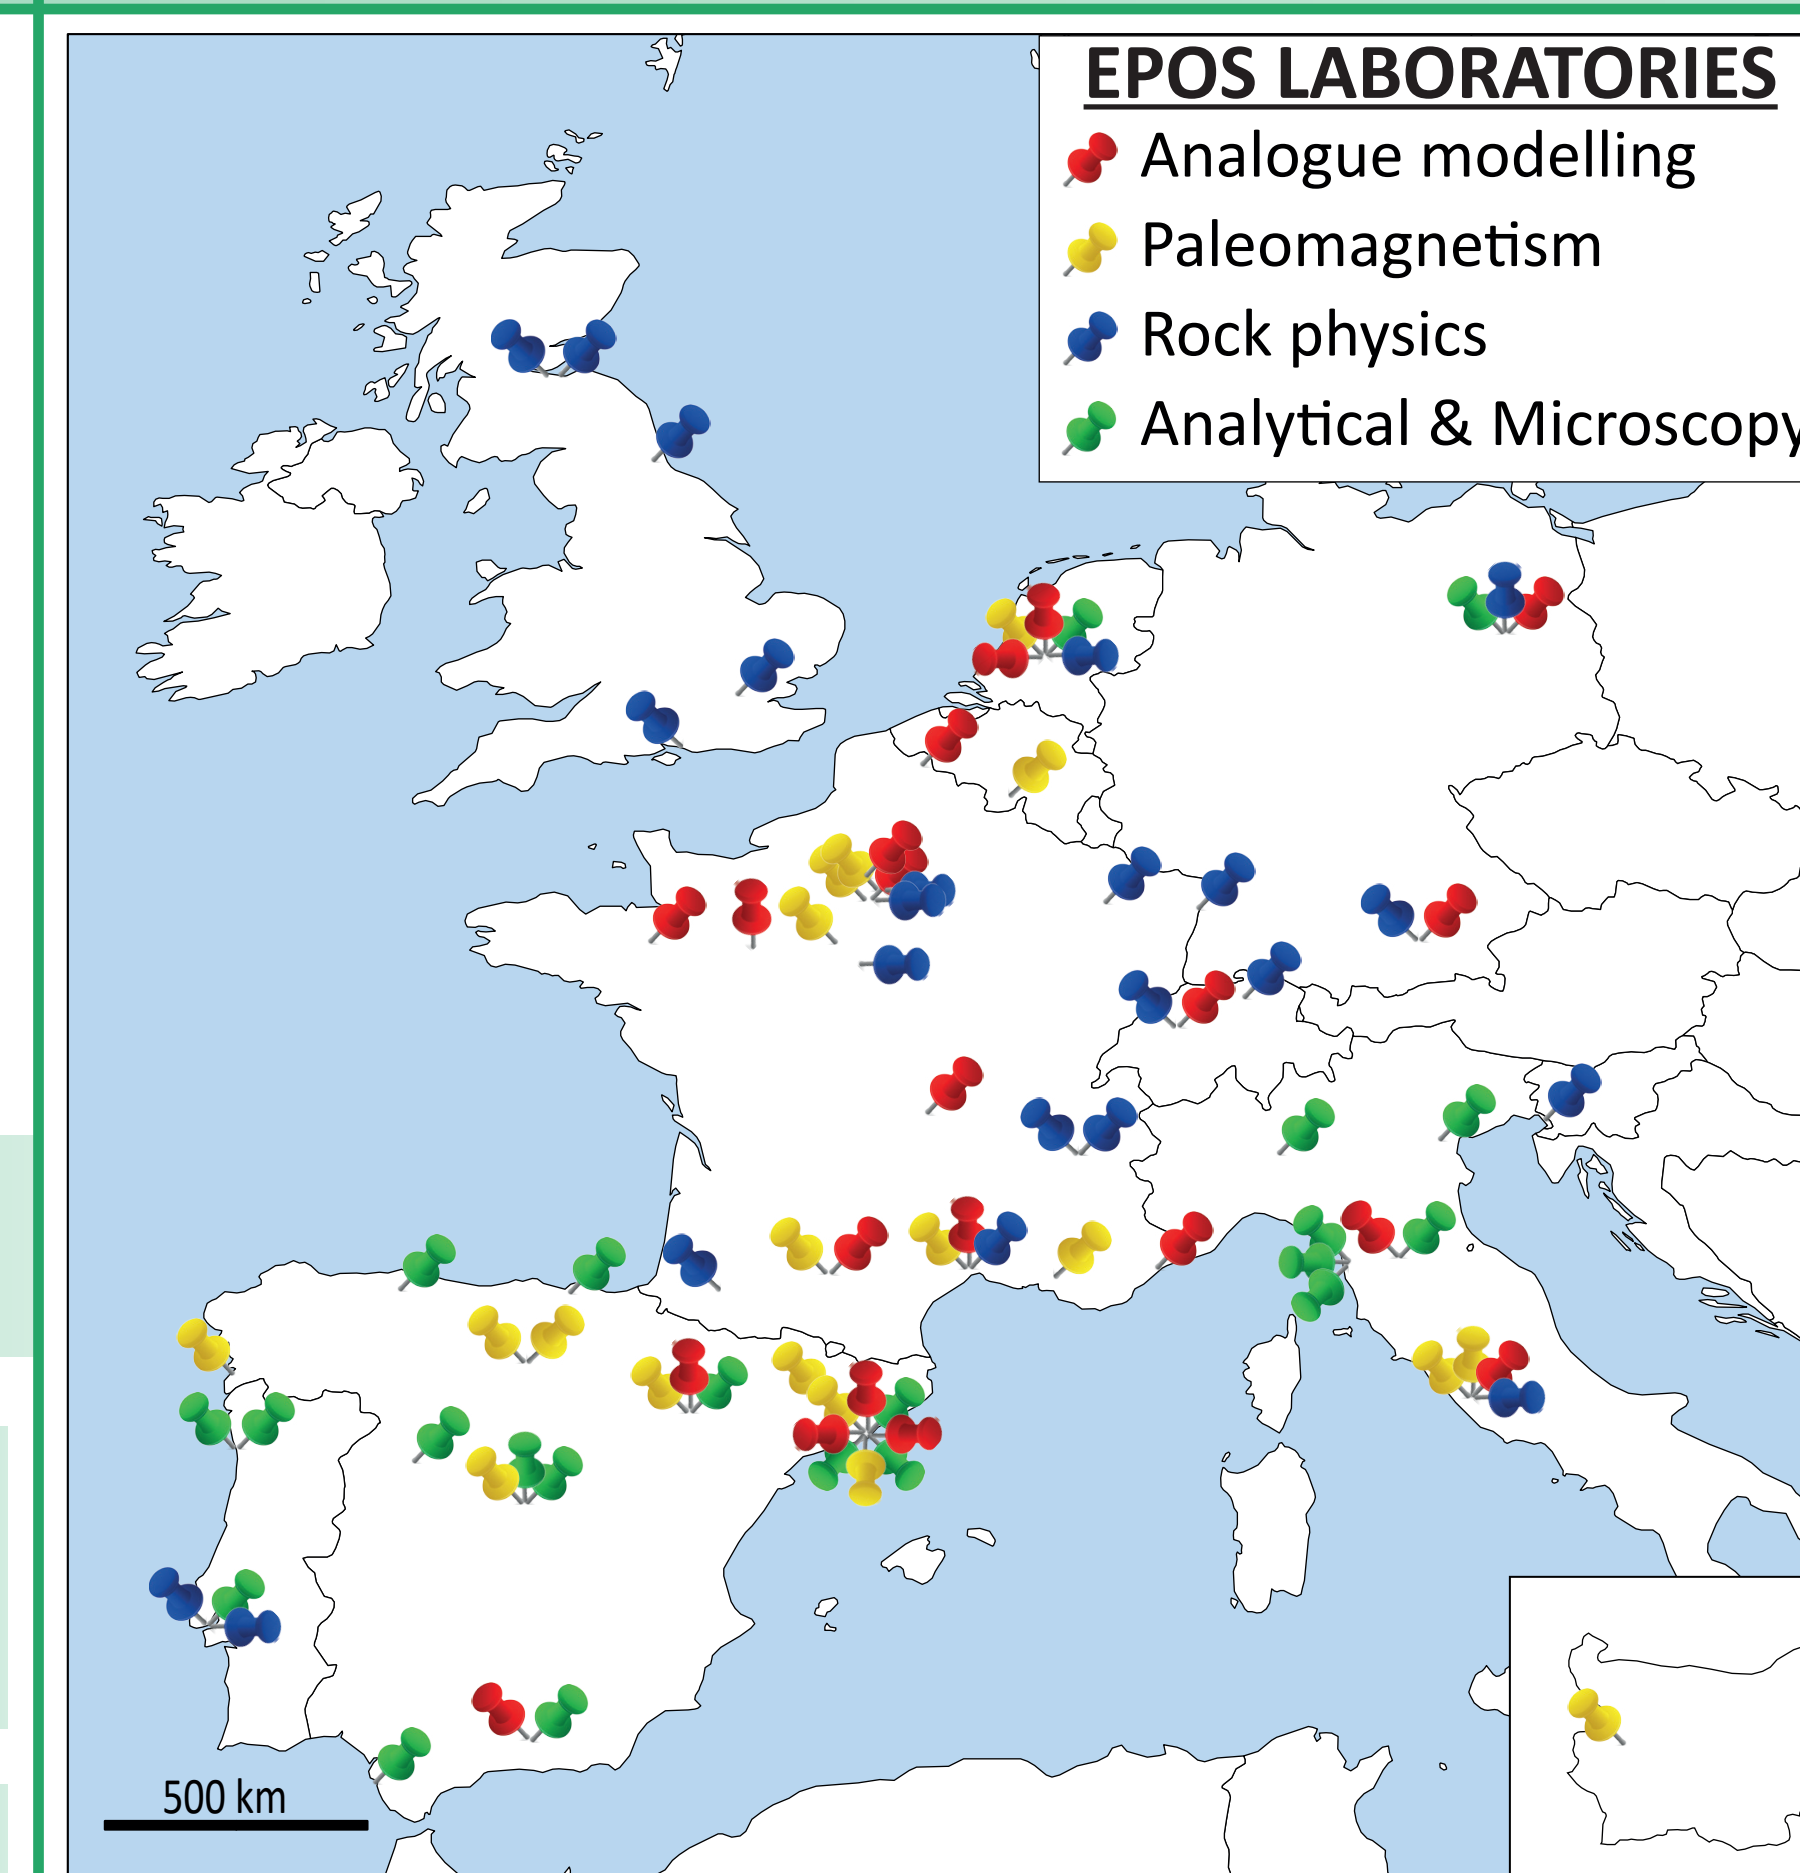 EPOS LABORATORIES
Analogue modelling
Paleomagnetism
Rock physics
Analytical & Microscopy
500 km